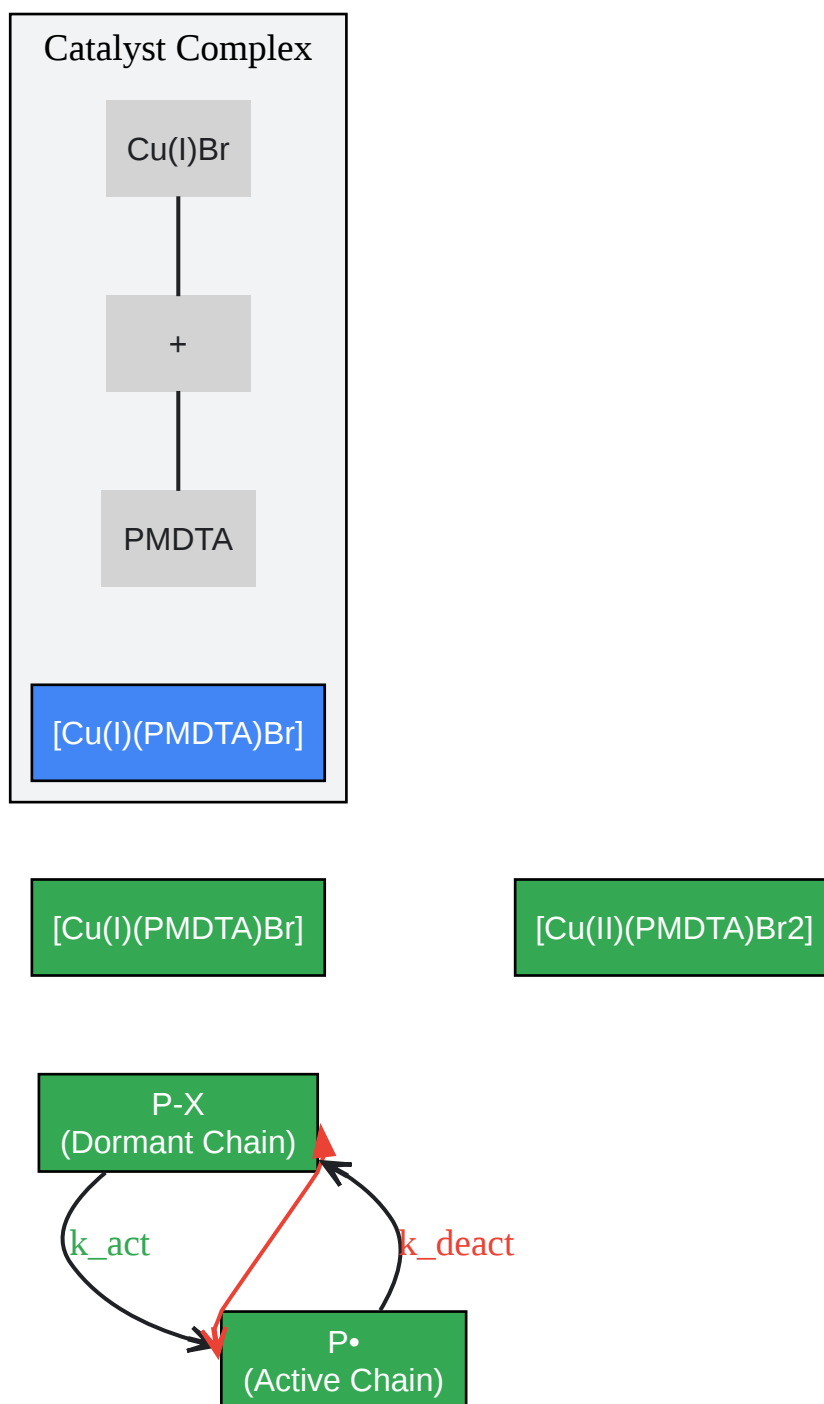 Catalyst Complex
Cu(I)Br
+
PMDTA
[Cu(I)(PMDTA)Br]
[Cu(I)(PMDTA)Br]
[Cu(II)(PMDTA)Br2]
P-X
(Dormant Chain)
k_act
k_deact
P•
(Active Chain)